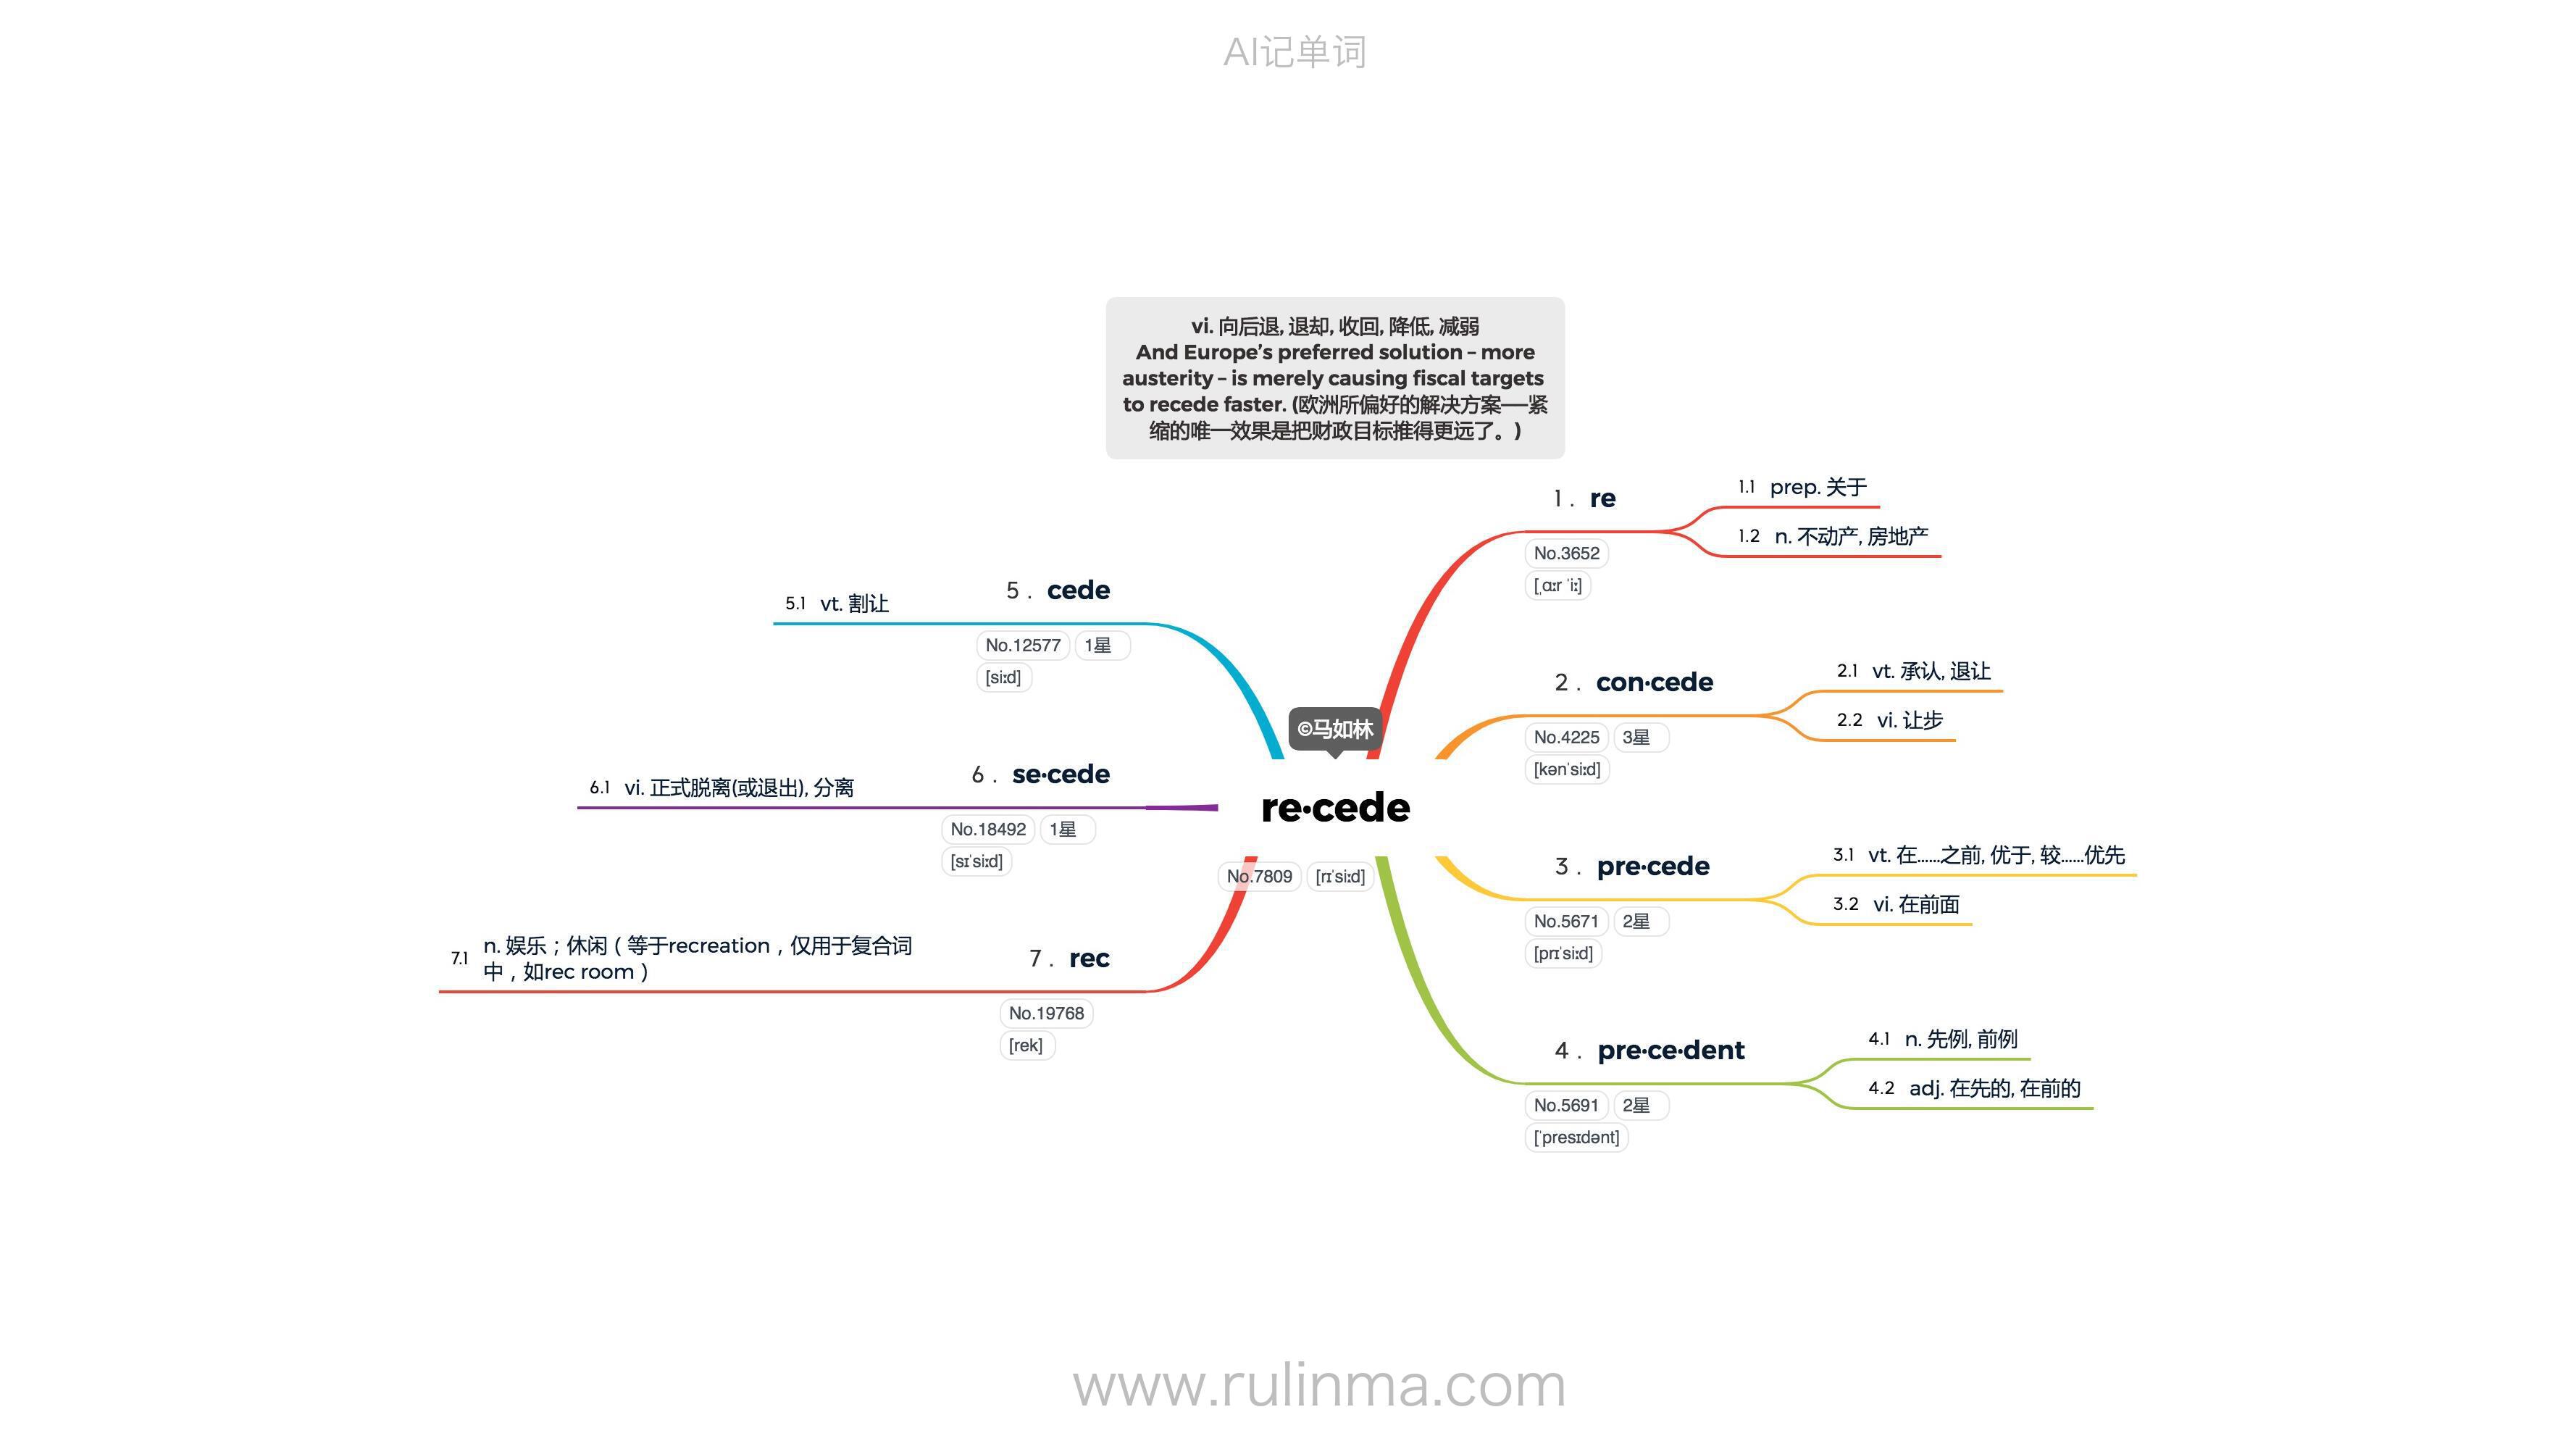 AI记单词
vi. 向后退, 退却, 收回, 降低, 减弱
And Europe’s preferred solution – more
austerity – is merely causing fiscal targets
to recede faster. (欧洲所偏好的解决方案——紧
缩的唯一效果是把财政目标推得更远了。)
©马如林
re·cede
No.7809 [rɪˈsiːd]
1 . re
No.3652
[ˌɑːr ˈiː]
1.1 prep. 关于
1.2 n. 不动产, 房地产
2 . con·cede
No.4225 3星
[kənˈsiːd]
2.1 vt. 承认, 退让
2.2 vi. 让步
3 . pre·cede
No.5671 2星
[prɪˈsiːd]
3.1 vt. 在……之前, 优于, 较……优先
3.2 vi. 在前面
4 . pre·ce·dent
No.5691 2星
[ˈpresɪdənt]
4.1 n. 先例, 前例
4.2 adj. 在先的, 在前的
5 . cede
No.12577 1星
[siːd]
5.1 vt. 割让
6 . se·cede
No.18492 1星
[sɪˈsiːd]
6.1 vi. 正式脱离(或退出), 分离
7 . rec
No.19768
[rek]
7.1 n. 娱乐；休闲（等于recreation，仅用于复合词
中，如rec room）
www.rulinma.com